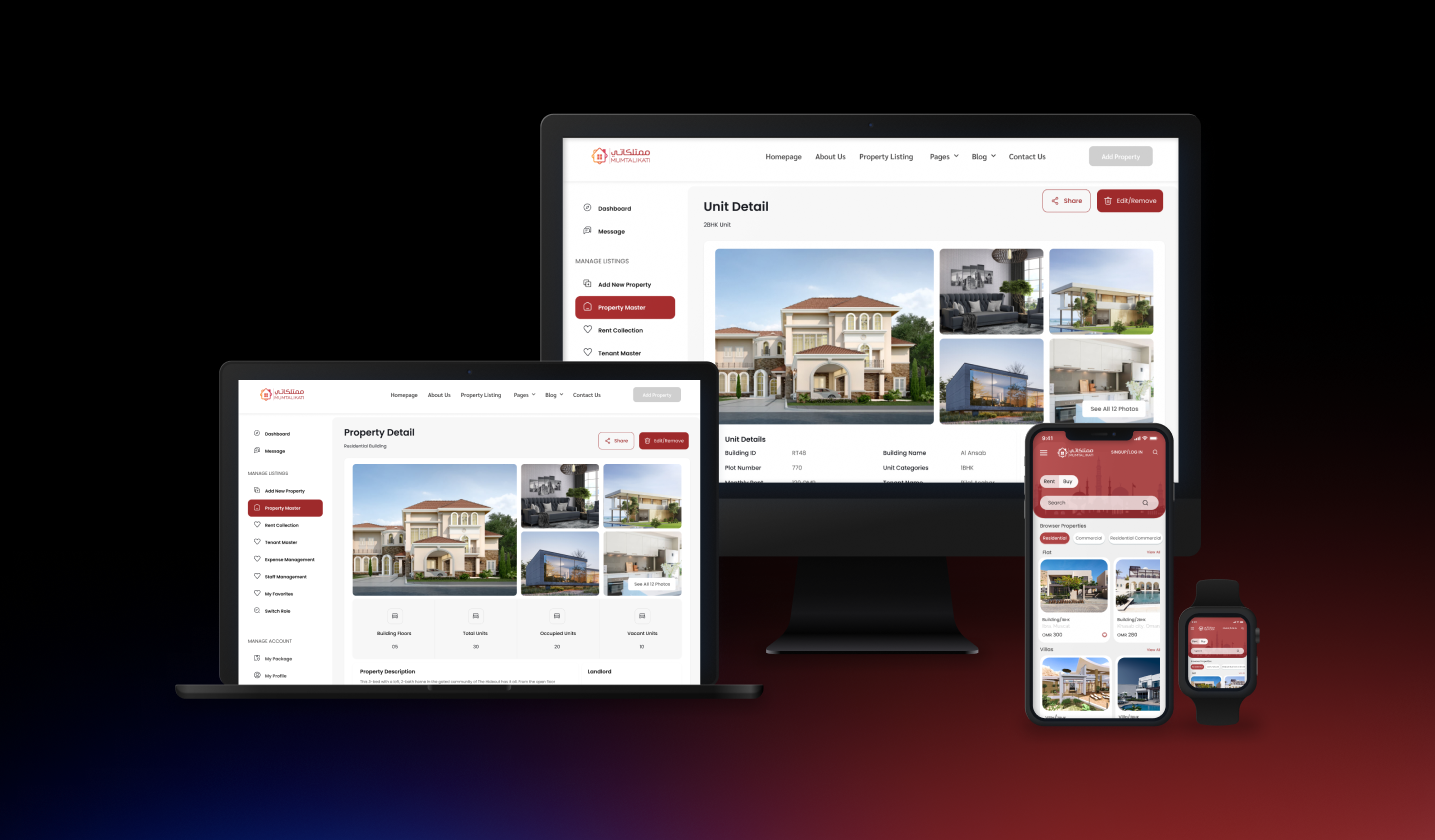 ممتلكاتي
MUMTALIKATI
Homepage About Us Property Listing Pages Blog Contact Us
Add Property
Dashboard
Message
MANAGE LISTINGS
Add New Property
Property Master
Rent Collection
Tenant Master
Unit Detail
2BHK Unit
Share
Edit/Remove
See All 12 Photos
Unit Details
Building ID R148 Building Name Al Ansab
Plot Number 770 Unit Categories 1BHK
ممتلكاتي
MUMTALIKATI
Homepage About Us Property Listing Pages Blog Contact Us
Add Property
Dashboard
Message
MANAGE LISTINGS
Add New Property
Property Master
Rent Collection
Tenant Master
Expense Management
Staff Management
My Favorites
Switch Role
MANAGE ACCOUNT
My Package
My Profile
Property Detail
Residential Building
Share
Edit/Remove
See All 12 Photos
Building Floors Total Units Occupied Units Vacant Units
05 30 20 10
Property Description Landlord
9:41
ممتلكاتي
MUMTALIKATI
SINGUP/LOG IN
Rent Buy
Search
Browser Properties
Residential Commercial Residential Commercial
Flat View All
Building/Sea Building/Sea
OMR 300 OMR 260
Villas View All